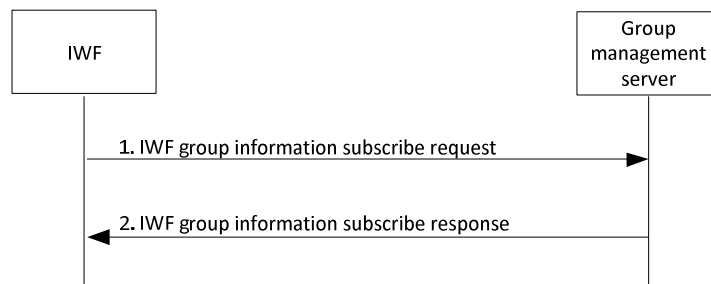 IWF
Group
management
server
1. IWF group information subscribe request
2. IWF group information subscribe response